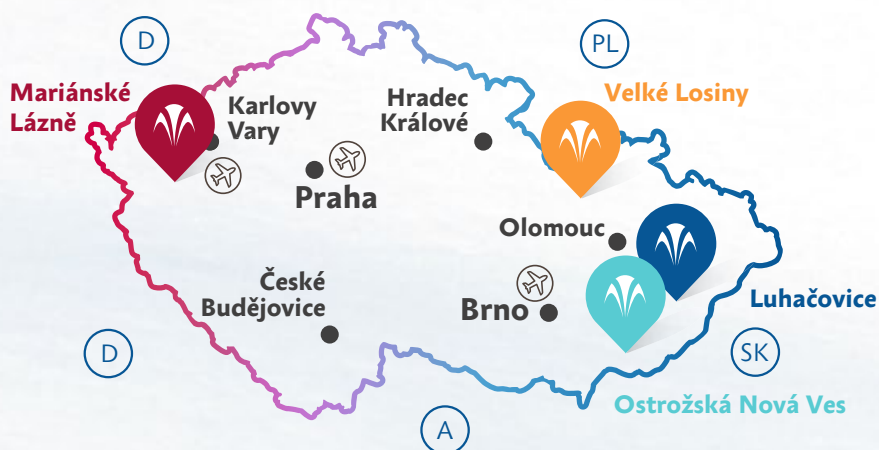 D
PL
Mariánské
Lázně
Karlovy
Vary
Hradec
Králové
Velké Losiny
Praha
Olomouc
České
Budějovice
Brno
Luhačovice
D
SK
Ostrožská Nová Ves
A